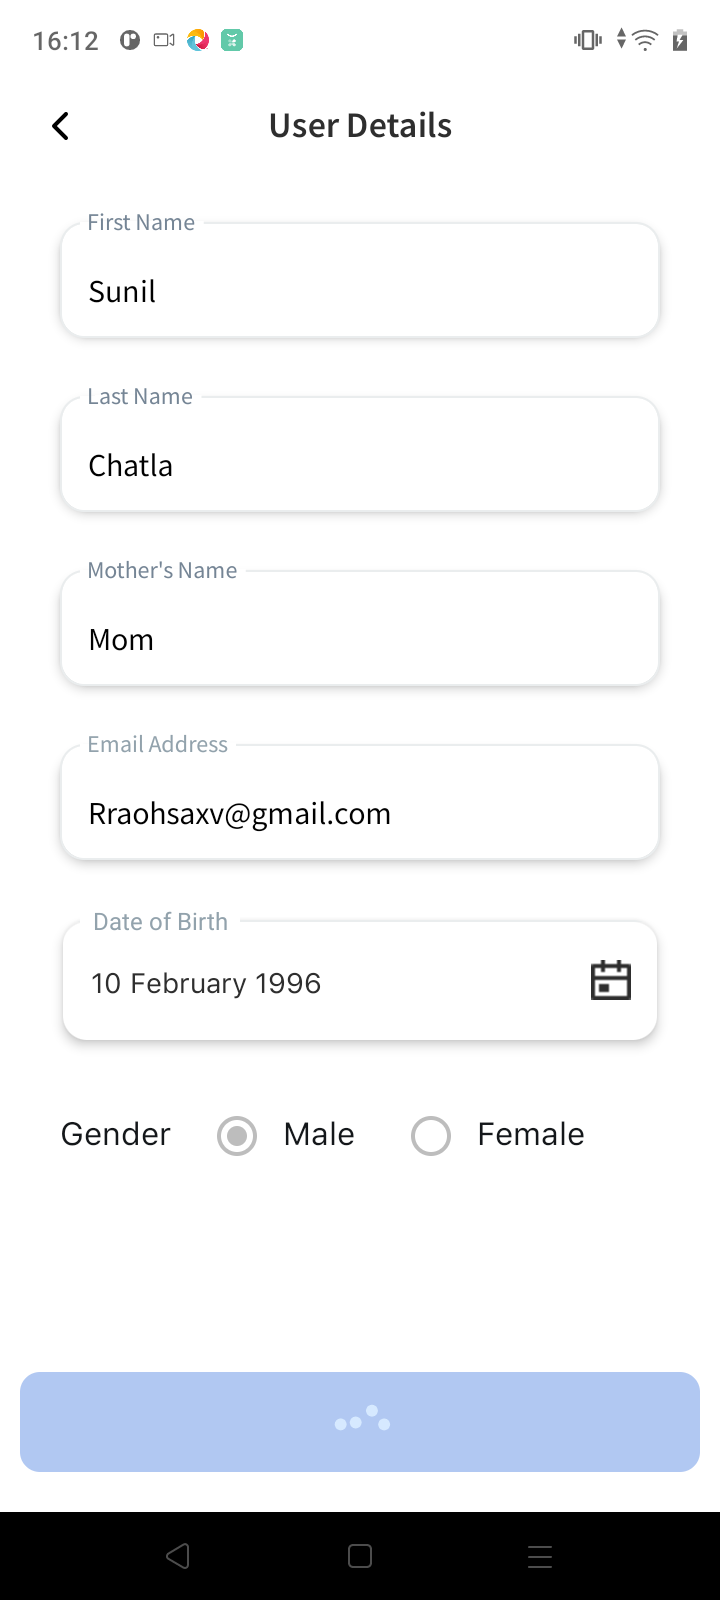 16:12
User Details
First Name
Sunil
Last Name
Chatla
Mother's Name
Mom
Email Address
Rraohsaxv@gmail.com
Date of Birth
10 February 1996
Gender Male Female